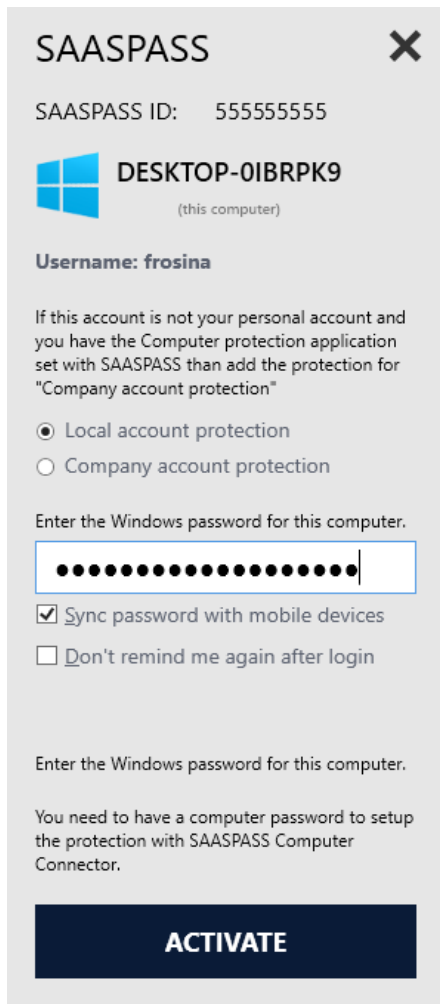 SAASPASS
SAASPASS ID: 555555555
DESKTOP-0IBRPK9
(this computer)
Username: frosina
If this account is not your personal account and
you have the Computer protection application
set with SAASPASS than add the protection for
"Company account protection"
Local account protection
Company account protection
Enter the Windows password for this computer.
●●●●●●●●●●●●●●●●●●●
Sync password with mobile devices
Don't remind me again after login
Enter the Windows password for this computer.
You need to have a computer password to setup
the protection with SAASPASS Computer
Connector.
ACTIVATE